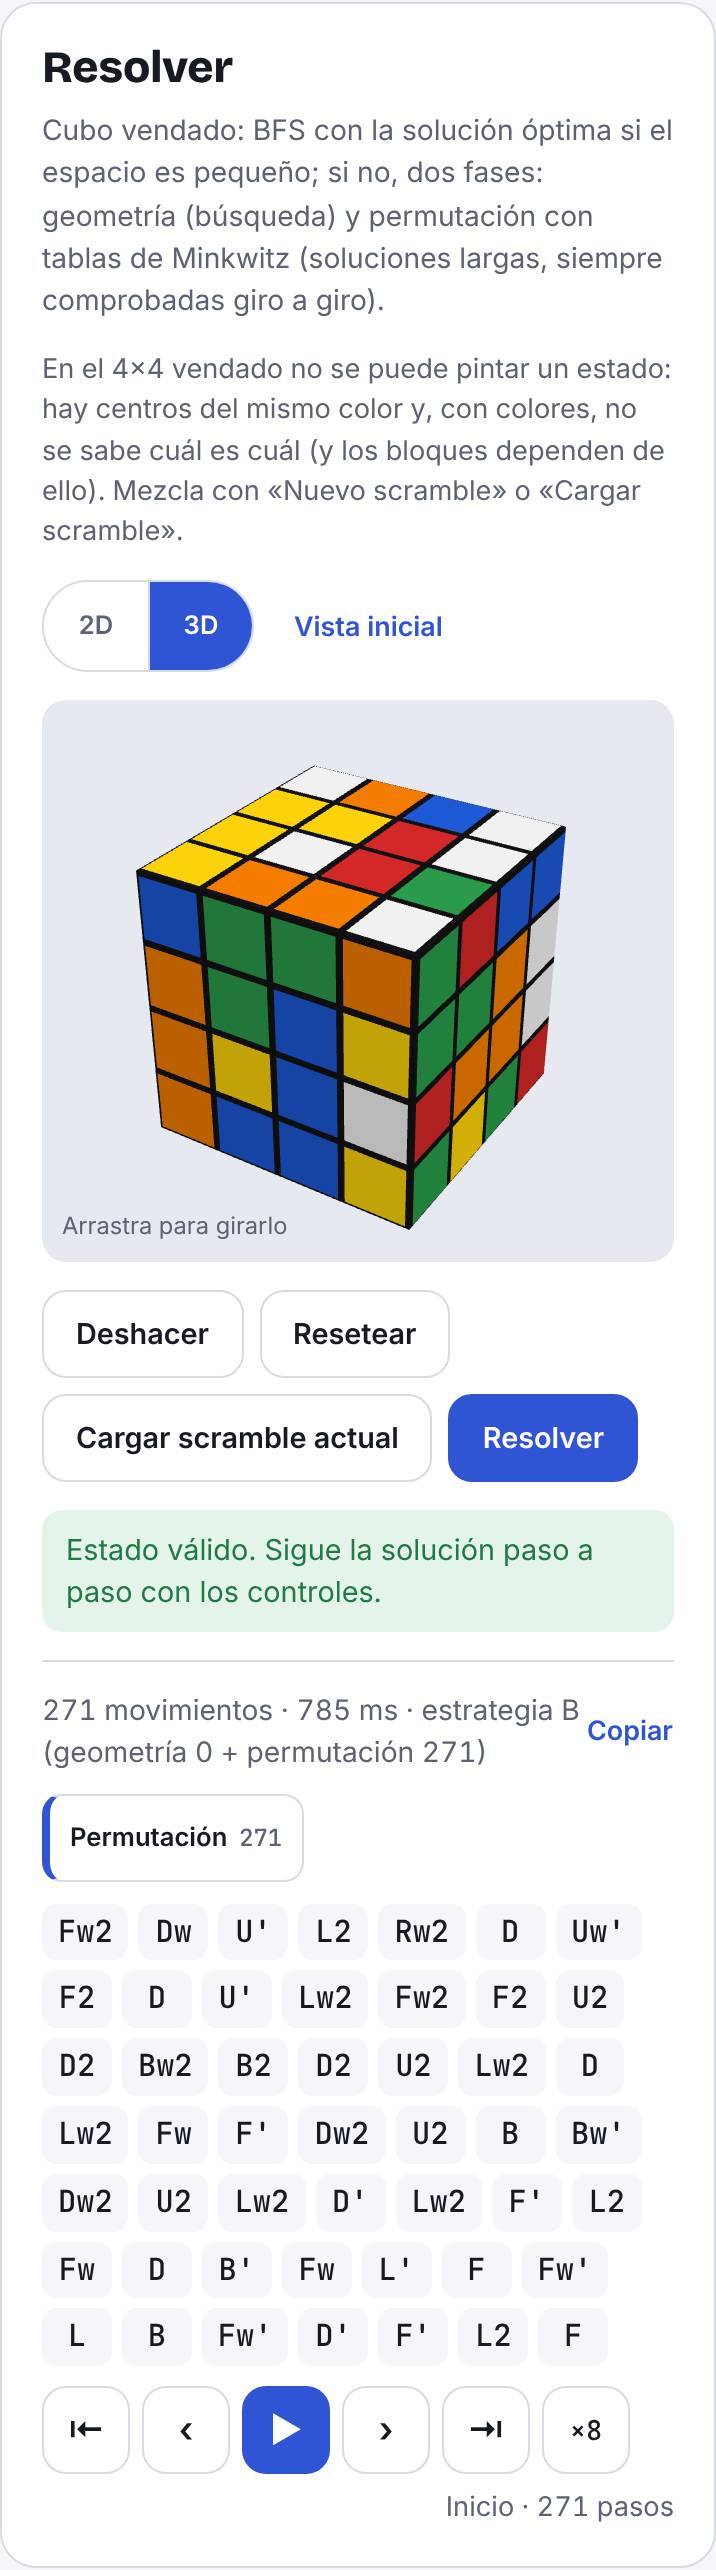 Resolver
Cubo vendado: BFS con la solución óptima si el
espacio es pequeño; si no, dos fases:
geometría (búsqueda) y permutación con
tablas de Minkwitz (soluciones largas, siempre
comprobadas giro a giro).
En el 4×4 vendado no se puede pintar un estado:
hay centros del mismo color y, con colores, no
se sabe cuál es cuál (y los bloques dependen de
ello). Mezcla con «Nuevo scramble» o «Cargar
scramble».
2D 3D Vista inicial
Arrastra para girarlo
Deshacer Resetear
Cargar scramble actual Resolver
Estado válido. Sigue la solución paso a
paso con los controles.
271 movimientos · 785 ms · estrategia B
(geometría 0 + permutación 271)
Copiar
Permutación 271
Fw2 Dw U' L2 Rw2 D Uw'
F2 D U' Lw2 Fw2 F2 U2
D2 Bw2 B2 D2 U2 Lw2 D
Lw2 Fw F' Dw2 U2 B Bw'
Dw2 U2 Lw2 D' Lw2 F' L2
Fw D B' Fw L' F Fw'
L B Fw' D' F' L2 F
×8
Inicio · 271 pasos